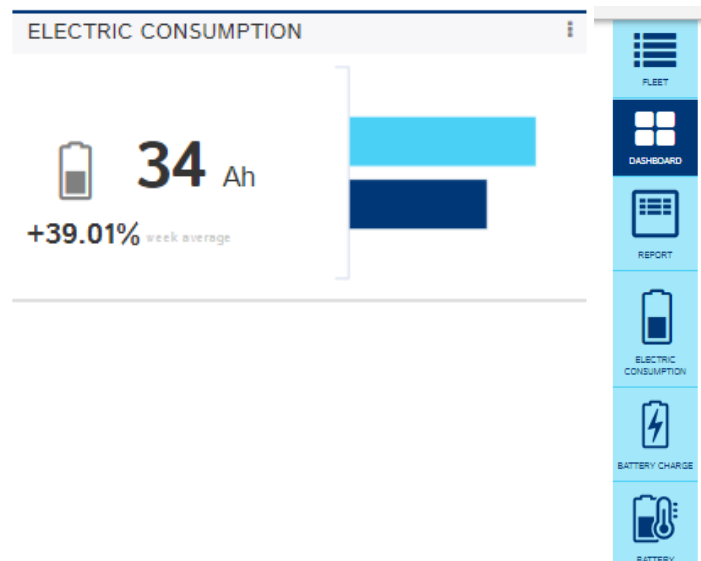 ELECTRIC CONSUMPTION
34 Ah
+39.01% week average
FLEET
DASHBOARD
REPORT
ELECTRIC
CONSUMPTION
BATTERY CHARGE
BATTERY